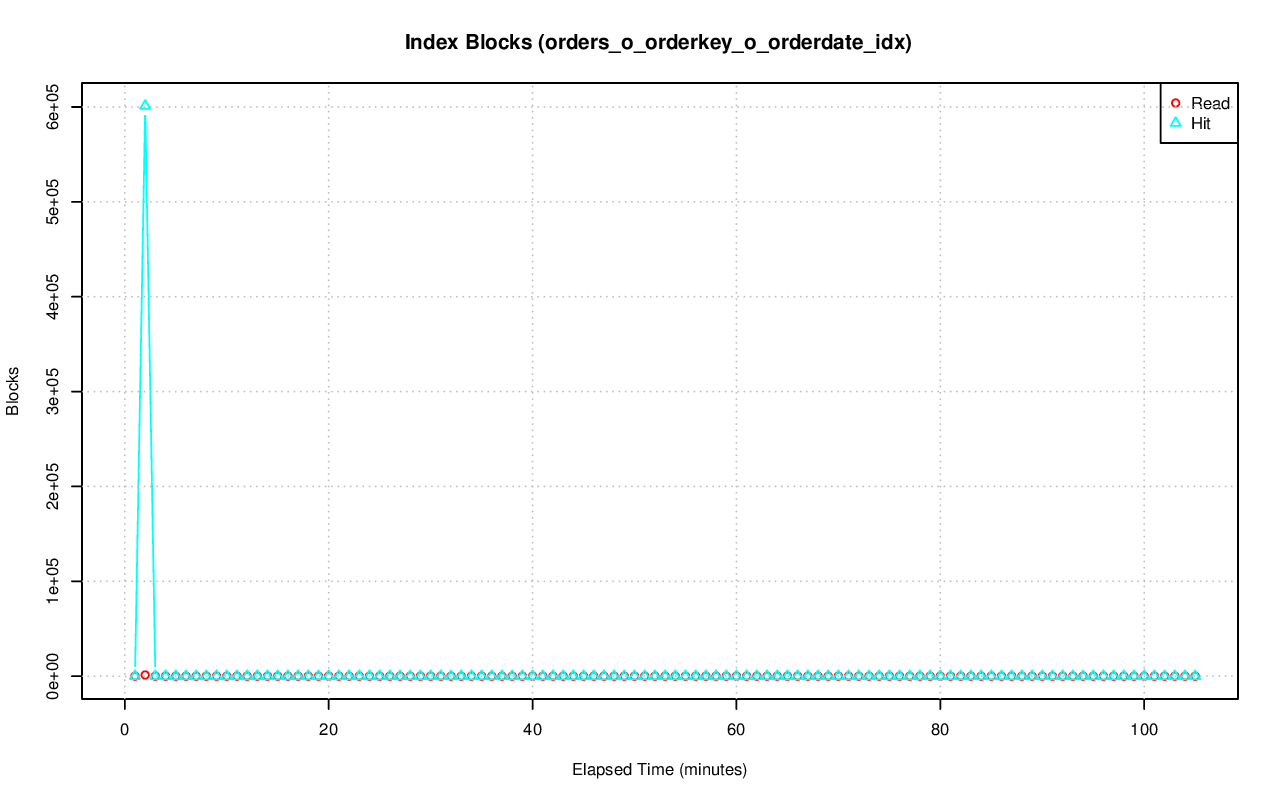 Index Blocks (orders_o_orderkey_o_orderdate_idx)
Read
Hit
6e+05
5e+05
4e+05
3e+05
2e+05
1e+05
0e+00
Blocks
0 20 40 60 80 100
Elapsed Time (minutes)